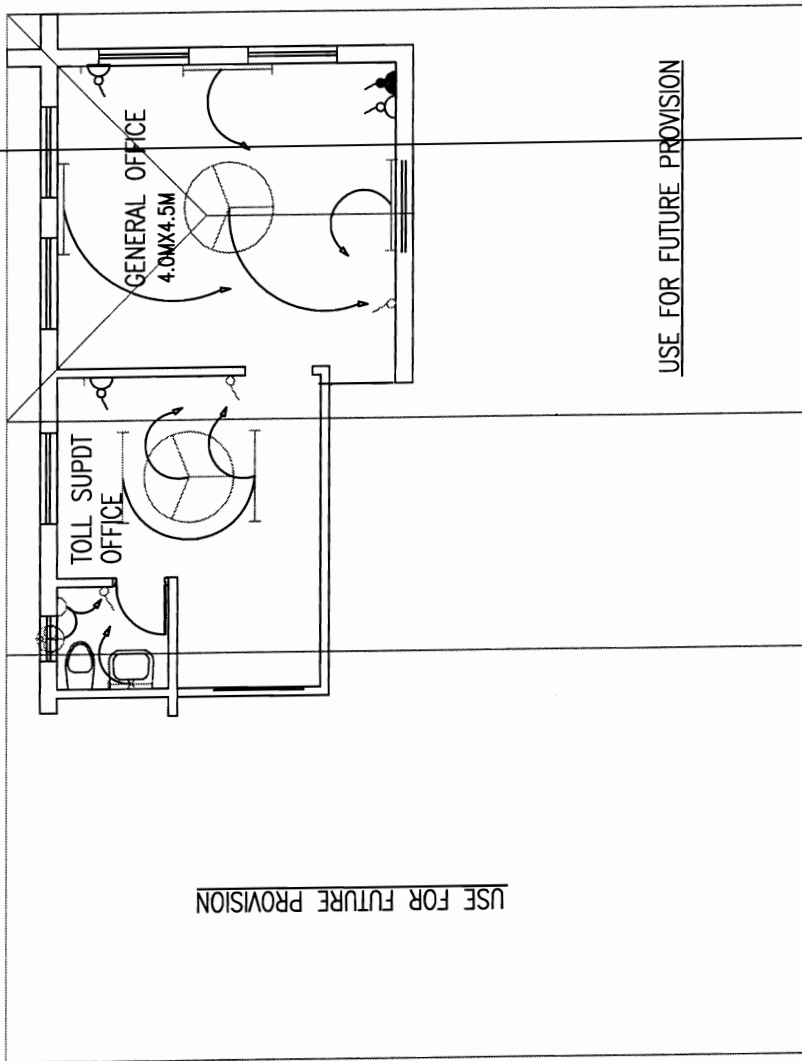 GENERAL OFFICE
4.0MX4.5M
TOLL SUPDT
OFFICE
USE FOR FUTURE PROVISION
USE FOR FUTURE PROVISION